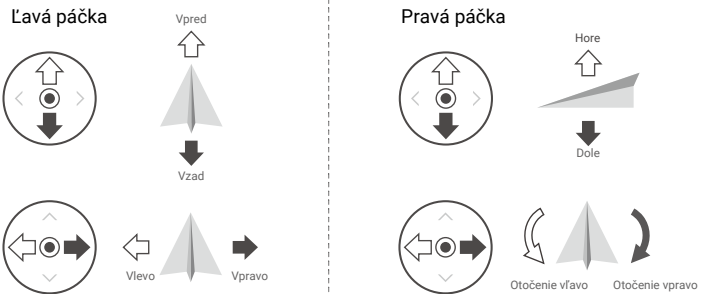 Ľavá páčka
Vpred
Vzad
Vlevo
Vpravo
Pravá páčka
Hore
Dole
Otočenie vľavo
Otočenie vpravo